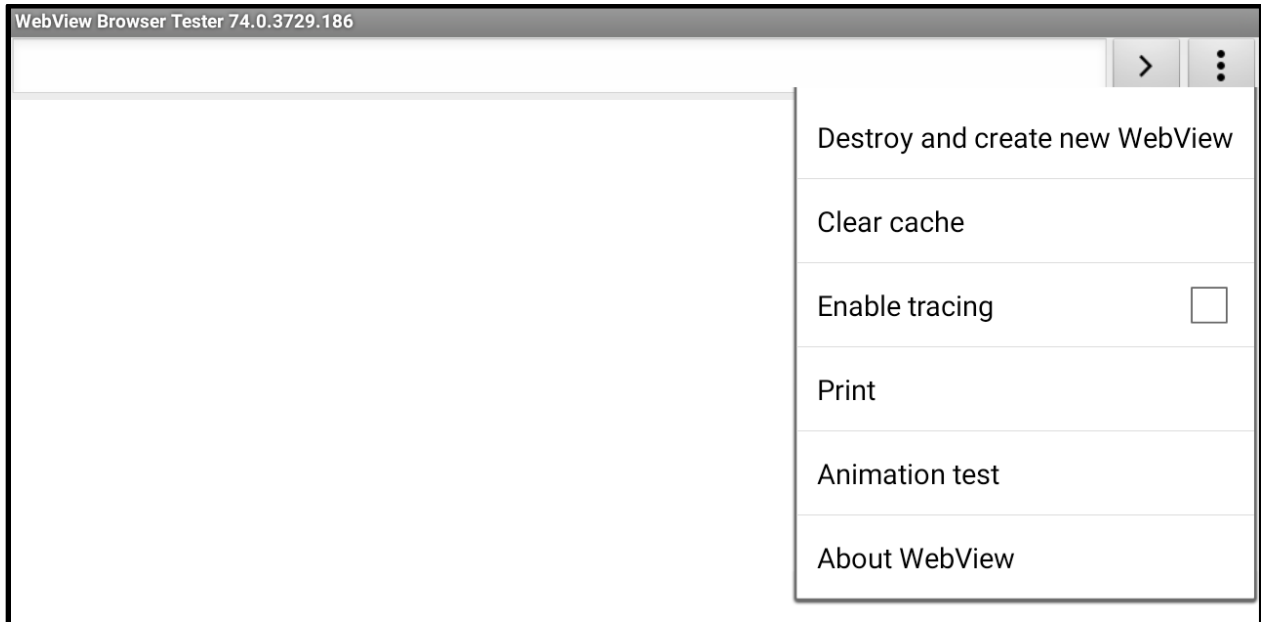 WebView Browser Tester 74.0.3729.186
Destroy and create new WebView
Clear cache
Enable tracing
Print
Animation test
About WebView